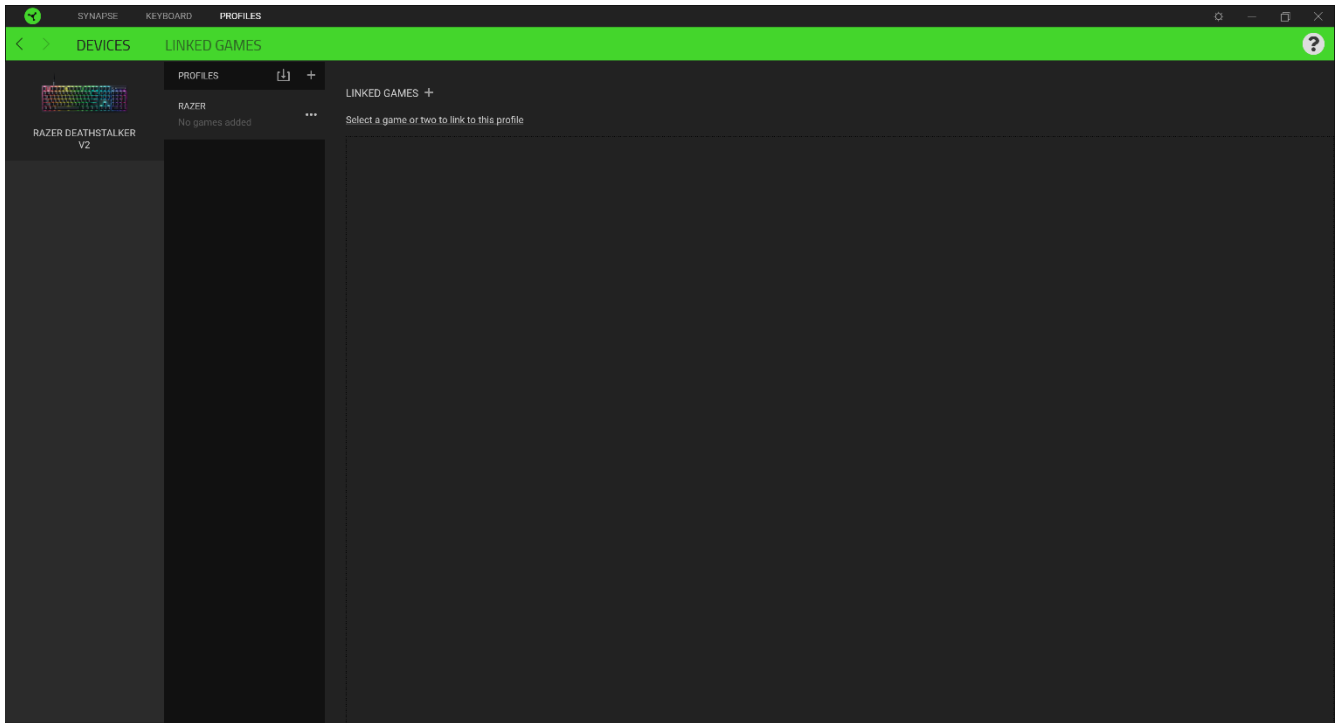 SYNAPSE KEYBOARD PROFILES
DEVICES LINKED GAMES ?
RAZER DEATHSTALKER
V2
PROFILES +
RAZER ...
No games added
LINKED GAMES +
Select a game or two to link to this profile